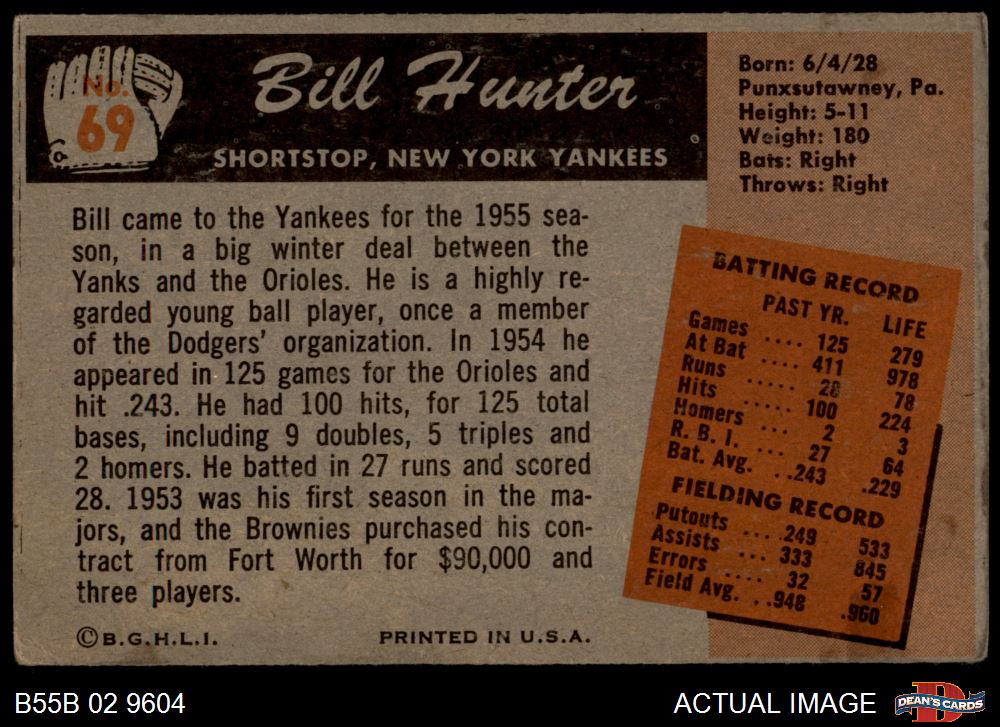 No.
69
Bill Hunter
SHORTSTOP, NEW YORK YANKEES
Born: 6/4/28
Punxsutawney, Pa.
Height: 5-11
Weight: 180
Bats: Right
Throws: Right
Bill came to the Yankees for the 1955 sea-
son, in a big winter deal between the
Yanks and the Orioles. He is a highly re-
garded young ball player, once a member
of the Dodgers' organization. In 1954 he
appeared in 125 games for the Orioles and
hit .243. He had 100 hits, for 125 total
bases, including 9 doubles, 5 triples and
2 homers. He batted in 27 runs and scored
28. 1953 was his first season in the ma-
jors, and the Brownies purchased his con-
tract from Fort Worth for $90,000 and
three players.
©B.G.H.L.I. PRINTED IN U.S.A.
BATTING RECORD
PAST YR. LIFE
Games .... 125 279
At Bat .... 411 978
Runs ..... 28 78
Hits ..... 100 224
Homers ... 2 3
R. B. I. .... 27 64
Bat. Avg. ...243 .229
FIELDING RECORD
Putouts .... 249 533
Assists ... 333 845
Errors .... 32 57
Field Avg. . .948 .960
B55B 02 9604
ACTUAL IMAGE
DEAN'S CARDS